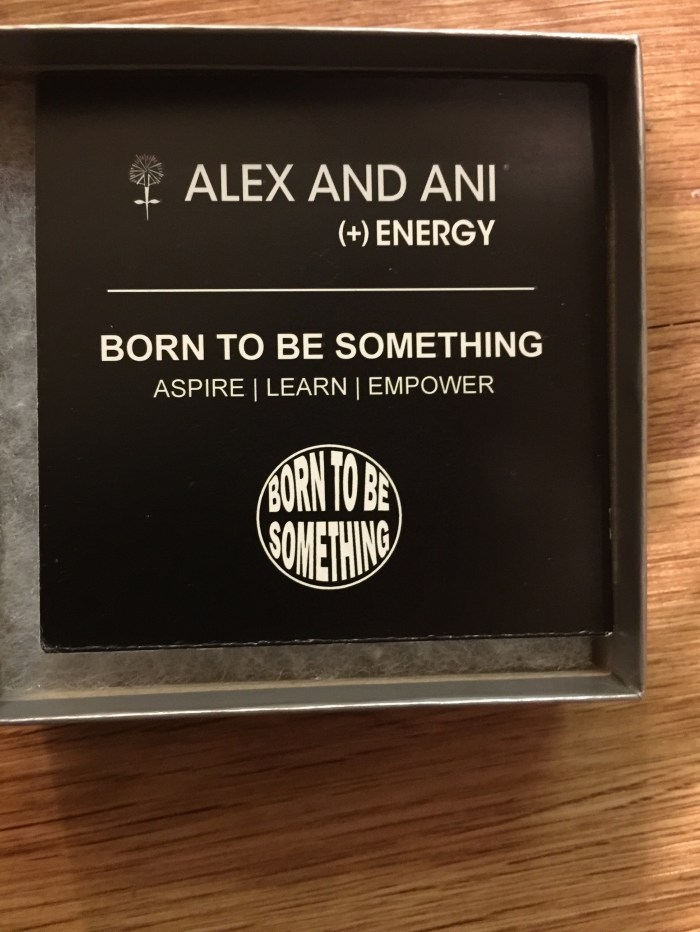 ALEX AND ANI
(+) ENERGY
BORN TO BE SOMETHING
ASPIRE | LEARN | EMPOWER
BORN TO BE
SOMETHING